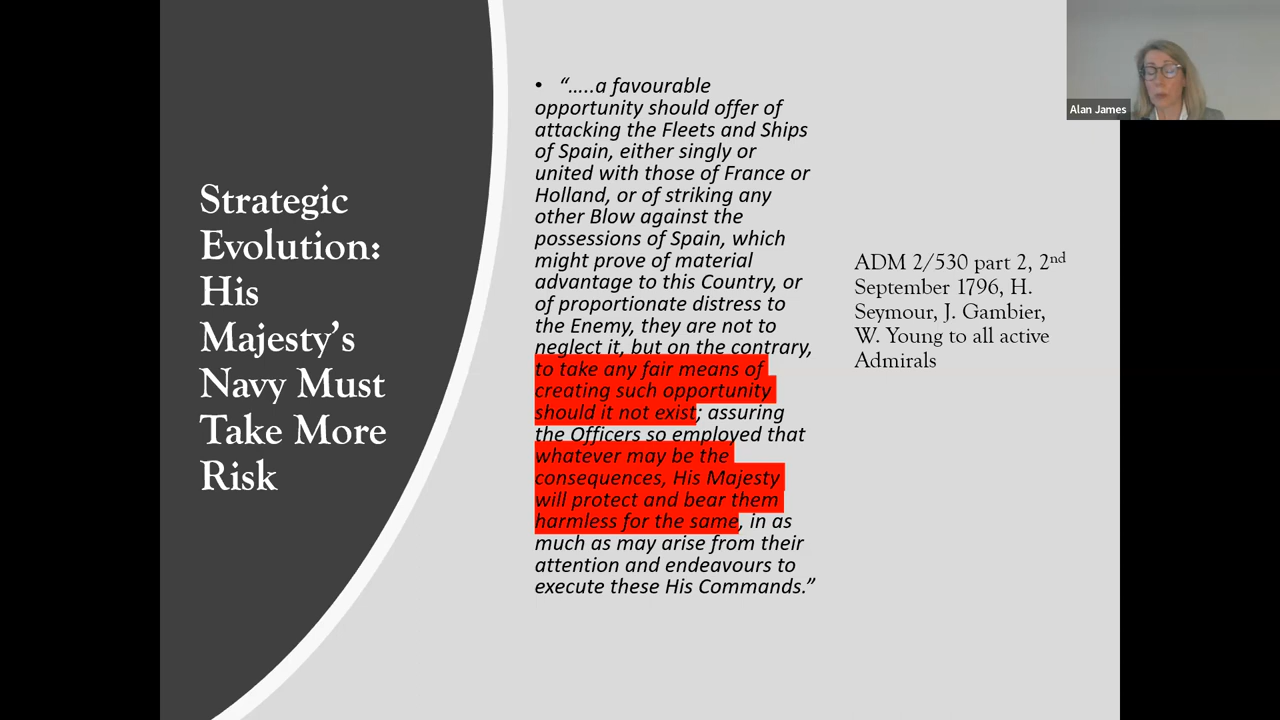 Strategic
Evolution:
His
Majesty’s
Navy Must
Take More
Risk
• “…..a favourable
opportunity should offer of
attacking the Fleets and Ships
of Spain, either singly or
united with those of France or
Holland, or of striking any
other Blow against the
possessions of Spain, which
might prove of material
advantage to this Country, or
of proportionate distress to
the Enemy, they are not to
neglect it, but on the contrary,
to take any fair means of
creating such opportunity
should it not exist; assuring
the Officers so employed that
whatever may be the
consequences, His Majesty
will protect and bear them
harmless for the same, in as
much as may arise from their
attention and endeavours to
execute these His Commands.”
ADM 2/530 part 2, 2nd
September 1796, H.
Seymour, J. Gambier,
W. Young to all active
Admirals
Alan James